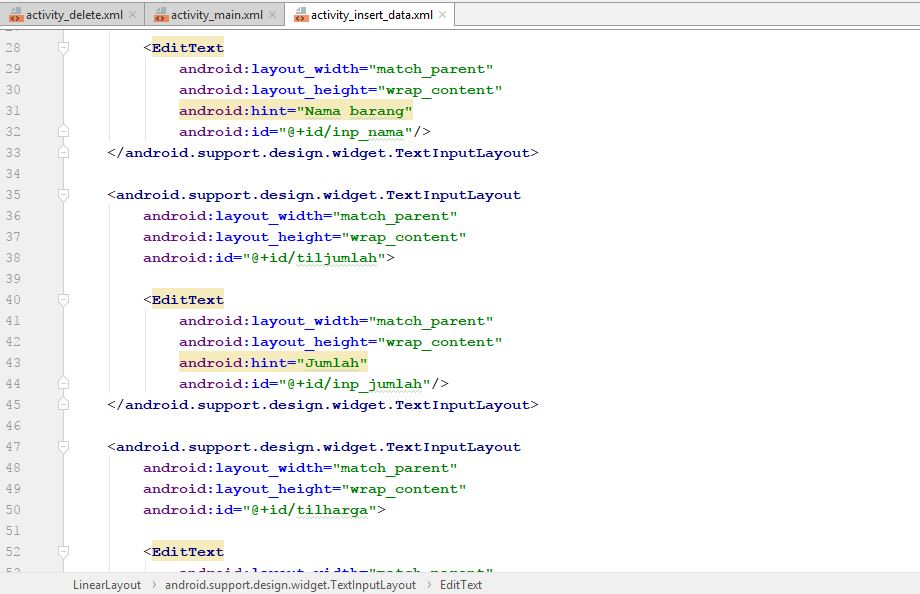 activity_delete.xml × activity_main.xml × activity_insert_data.xml ×
28 <EditText
29 android:layout_width="match_parent"
30 android:layout_height="wrap_content"
31 android:hint="Nama barang"
32 android:id="@+id/inp_nama"/>
33 </android.support.design.widget.TextInputLayout>
34
35 <android.support.design.widget.TextInputLayout
36 android:layout_width="match_parent"
37 android:layout_height="wrap_content"
38 android:id="@+id/tiljumlah">
39
40 <EditText
41 android:layout_width="match_parent"
42 android:layout_height="wrap_content"
43 android:hint="Jumlah"
44 android:id="@+id/inp_jumlah"/>
45 </android.support.design.widget.TextInputLayout>
46
47 <android.support.design.widget.TextInputLayout
48 android:layout_width="match_parent"
49 android:layout_height="wrap_content"
50 android:id="@+id/tilharga">
51
52 <EditText
53 android:layout_width="match_parent"
LinearLayout › android.support.design.widget.TextInputLayout › EditText